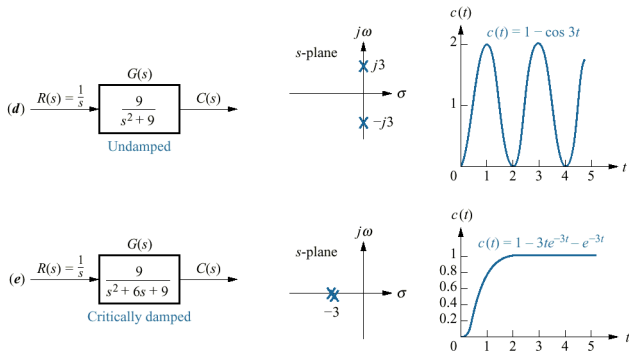 (d)
R(s) = 1/s
G(s)
9
s² + 9
C(s)
Undamped
s-plane
jω
j3
σ
−j3
c(t)
c(t) = 1 − cos 3t
2
1
0 1 2 3 4 5 t
(e)
R(s) = 1/s
G(s)
9
s² + 6s + 9
C(s)
Critically damped
s-plane
jω
σ
−3
c(t)
c(t) = 1 − 3te⁻³ᵗ − e⁻³ᵗ
1
0.8
0.6
0.4
0.2
0 1 2 3 4 5 t